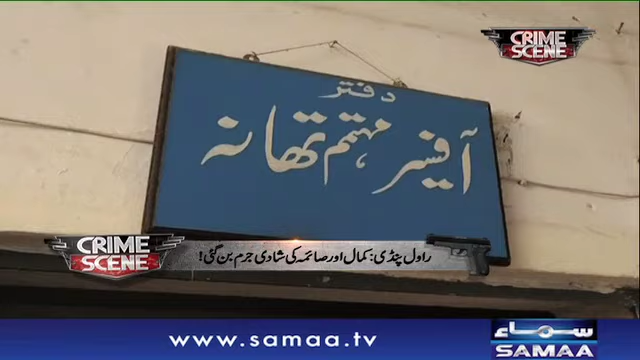 CRIME
SCENE
دفتر
آفیسر مہتمم تھانہ
CRIME
SCENE
راولپنڈی: کمال اور صائمہ کی شادی جرم بن گئی!
www.samaa.tv
سماء
SAMAA